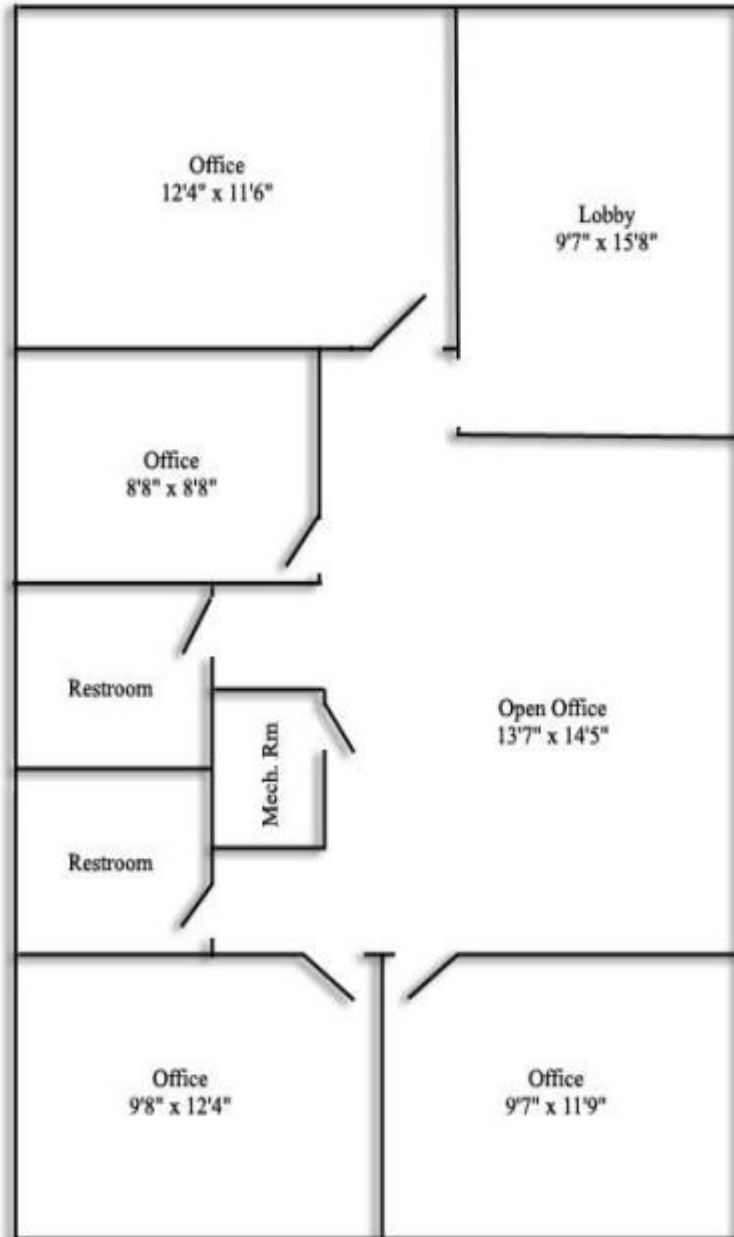 Office
12'4" x 11'6"
Lobby
9'7" x 15'8"
Office
8'8" x 8'8"
Restroom
Mech. Rm
Open Office
13'7" x 14'5"
Restroom
Office
9'8" x 12'4"
Office
9'7" x 11'9"